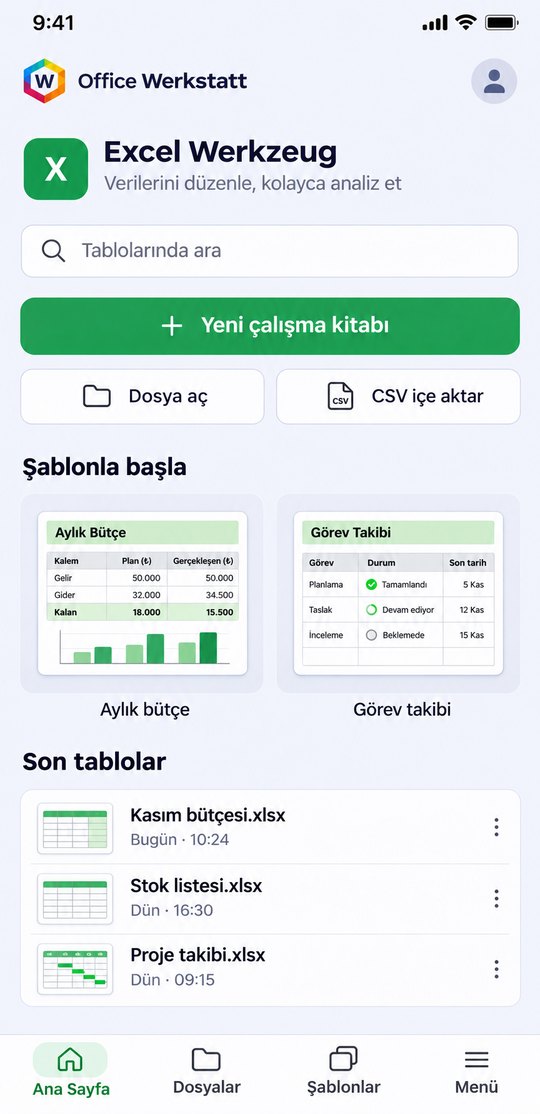 9:41
W
Office Werkstatt
X
Excel Werkzeug
Verilerini düzenle, kolayca analiz et
Tablolarında ara
+ Yeni çalışma kitabı
Dosya aç
CSV
CSV içe aktar
Şablonla başla
Aylık Bütçe
Kalem Plan (₺) Gerçekleşen (₺)
Gelir 50.000 50.000
Gider 32.000 34.500
Kalan 18.000 15.500
Aylık bütçe
Görev Takibi
Görev Durum Son tarih
Planlama Tamamlandı 5 Kas
Taslak Devam ediyor 12 Kas
İnceleme Beklemede 15 Kas
Görev takibi
Son tablolar
Kasım bütçesi.xlsx
Bugün · 10:24
Stok listesi.xlsx
Dün · 16:30
Proje takibi.xlsx
Dün · 09:15
Ana Sayfa
Dosyalar
Şablonlar
Menü